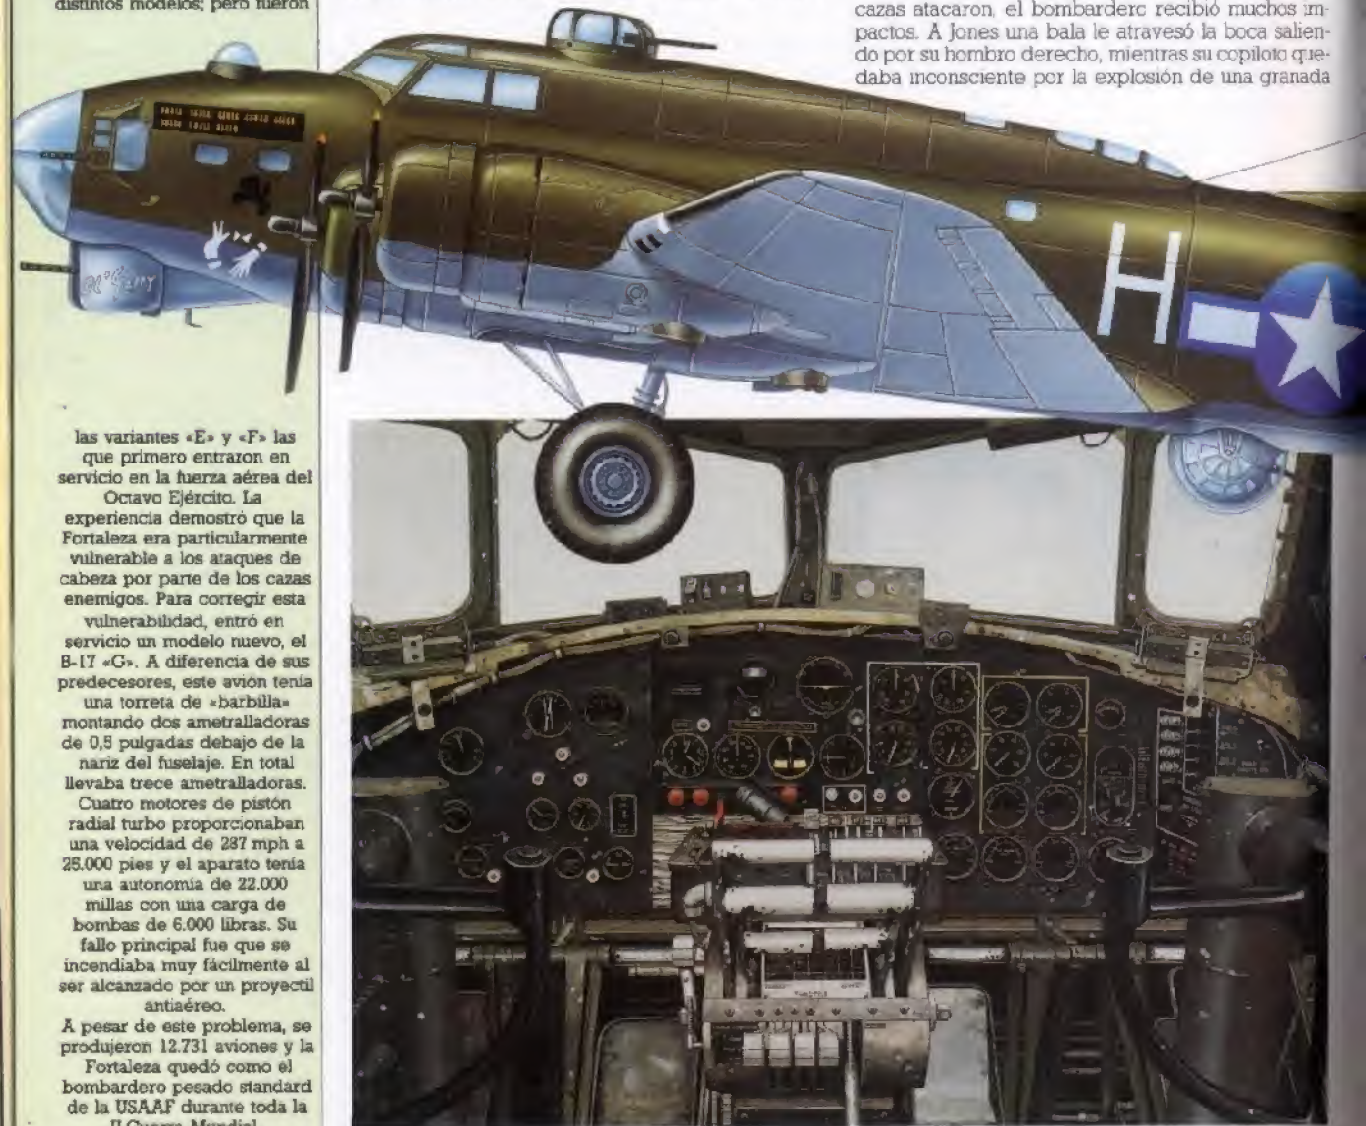 distintos modelos; pero fueron
cazas atacaron, el bombardero recibió muchos im-
pactos. A Jones una bala le atravesó la boca salien-
do por su hombro derecho, mientras su copiloto que-
daba inconsciente por la explosión de una granada
H
las variantes «E» y «F» las
que primero entraron en
servicio en la fuerza aérea del
Octavo Ejército. La
experiencia demostró que la
Fortaleza era particularmente
vulnerable a los ataques de
cabeza por parte de los cazas
enemigos. Para corregir esta
vulnerabilidad, entró en
servicio un modelo nuevo, el
B-17 «G». A diferencia de sus
predecesores, este avión tenía
una torreta de «barbilla»
montando dos ametralladoras
de 0,5 pulgadas debajo de la
nariz del fuselaje. En total
llevaba trece ametralladoras.
Cuatro motores de pistón
radial turbo proporcionaban
una velocidad de 287 mph a
25.000 pies y el aparato tenía
una autonomía de 22.000
millas con una carga de
bombas de 6.000 libras. Su
fallo principal fue que se
incendiaba muy fácilmente al
ser alcanzado por un proyectil
antiaéreo.
A pesar de este problema, se
produjeron 12.731 aviones y la
Fortaleza quedó como el
bombardero pesado standard
de la USAAF durante toda la
II Guerra Mundial